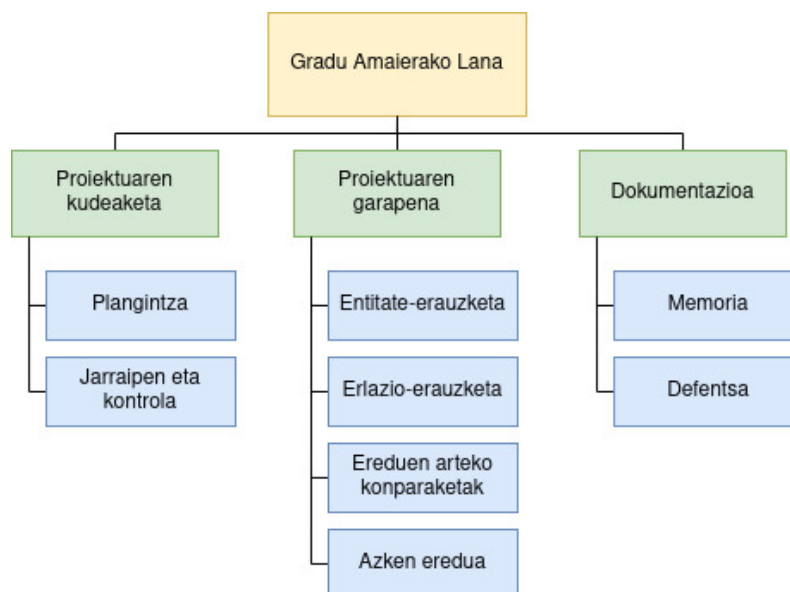 Gradu Amaierako Lana
Proiektuaren
kudeaketa
Plangintza
Jarraipen eta
kontrola
Proiektuaren
garapena
Entitate-erauzketa
Erlazio-erauzketa
Ereduen arteko
konparaketak
Azken eredua
Dokumentazioa
Memoria
Defentsa